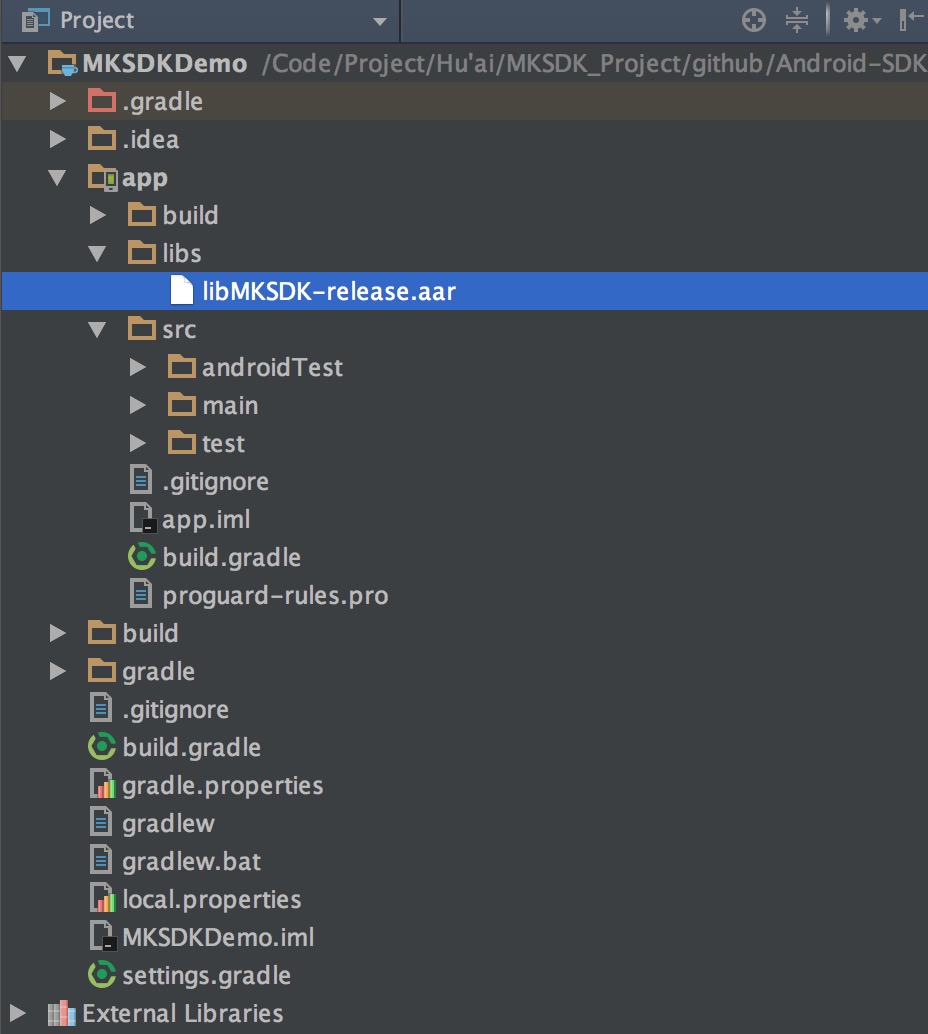 Project
MKSDKDemo /Code/Project/Hu'ai/MKSDK_Project/github/Android-SDK
.gradle
.idea
app
build
libs
libMKSDK-release.aar
src
androidTest
main
test
.gitignore
app.iml
build.gradle
proguard-rules.pro
build
gradle
.gitignore
build.gradle
gradle.properties
gradlew
gradlew.bat
local.properties
MKSDKDemo.iml
settings.gradle
External Libraries